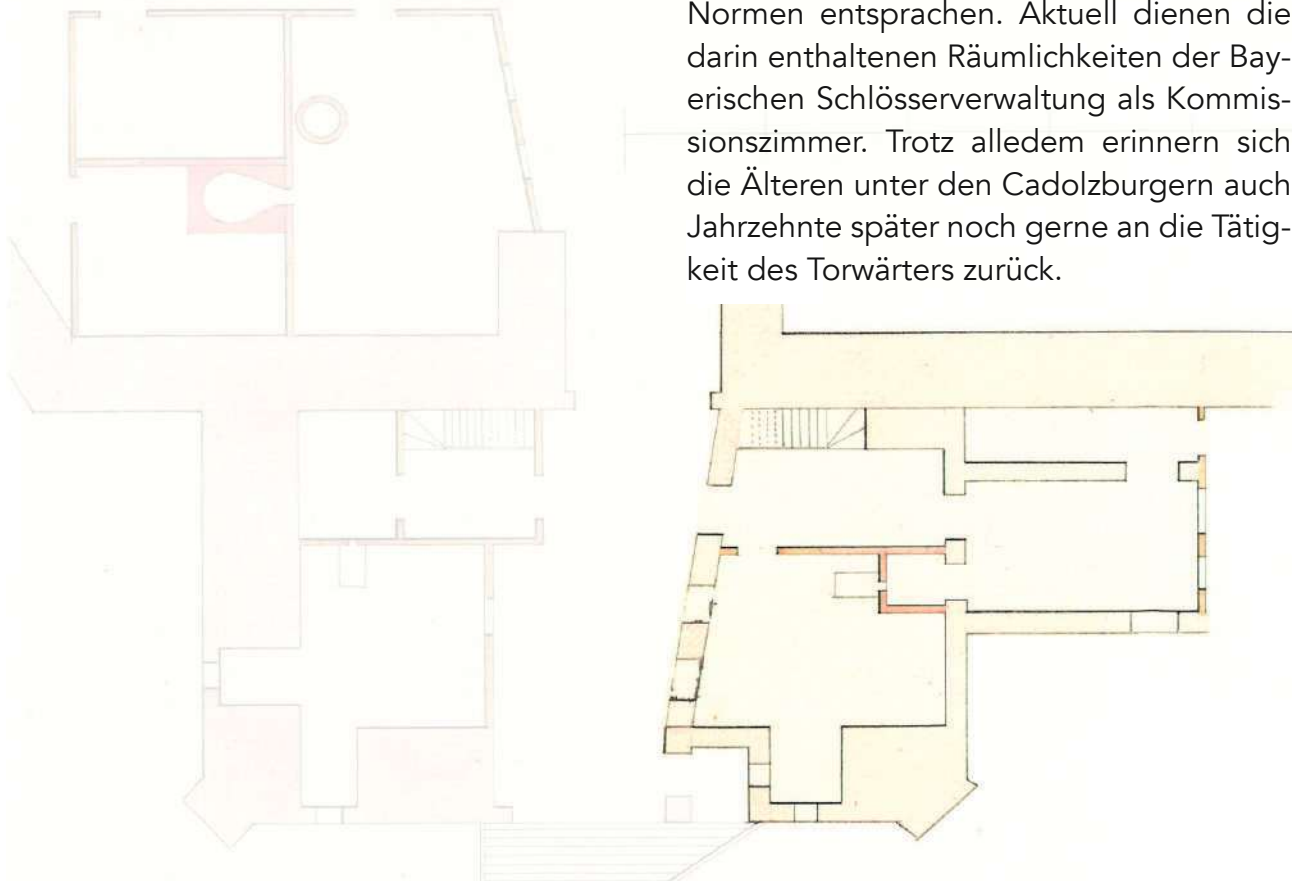 Normen entsprachen. Aktuell dienen die
darin enthaltenen Räumlichkeiten der Bay-
erischen Schlösserverwaltung als Kommis-
sionszimmer. Trotz alledem erinnern sich
die Älteren unter den Cadolzburgern auch
Jahrzehnte später noch gerne an die Tätig-
keit des Torwärters zurück.